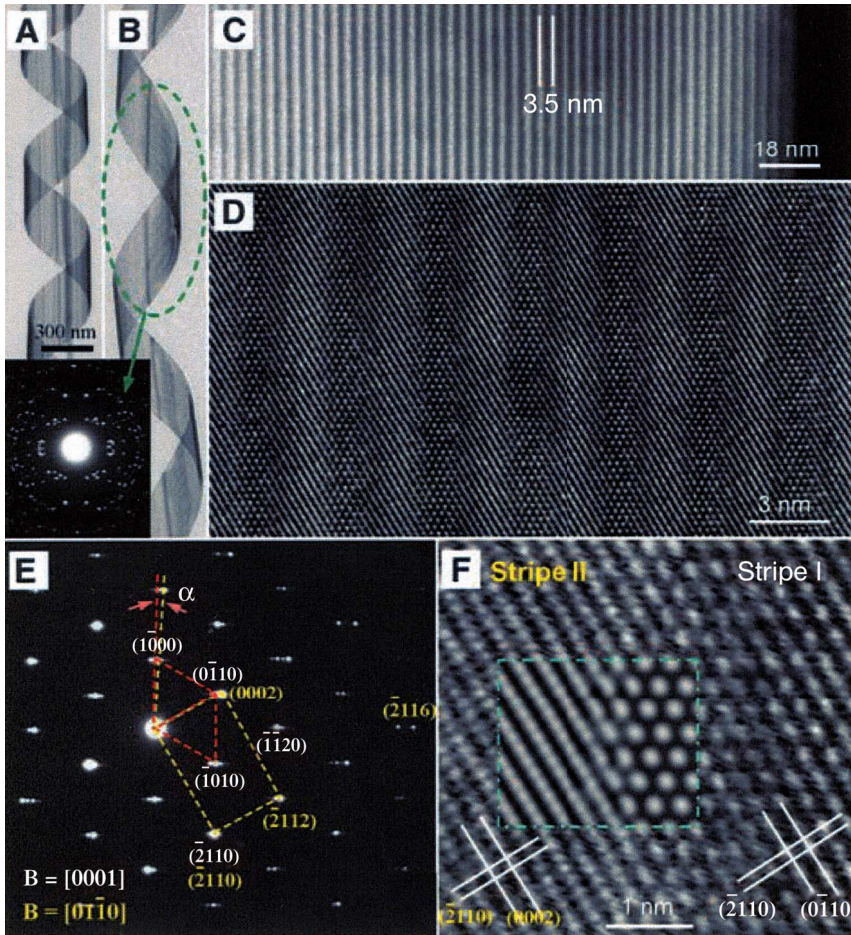 A
B
C
3.5 nm
18 nm
D
300 nm
3 nm
E
α
(1̄000)
(01̄10)
(0002)
(2̄116)
(1̄1̄20)
(1̄010)
(2̄112)
(2̄110)
(2̄110)
B = [0001]
B = [01̄10]
F
Stripe II
Stripe I
(2̄110) (0002)
1 nm
(2̄110) (01̄10)